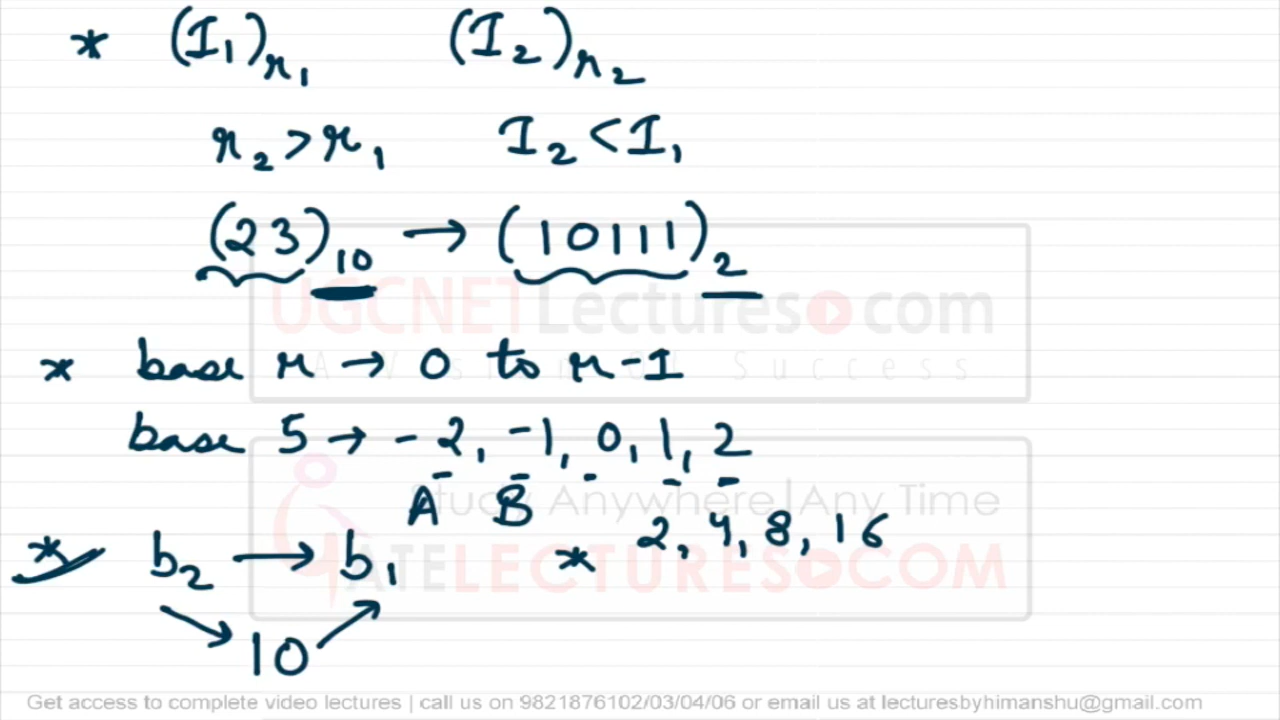 * (I₁)r₁ (I₂)r₂
r₂ > r₁ I₂ < I₁
(23)₁₀ → (10111)₂
UGCNETLectures.com
A Vision Of Success
* base r → 0 to r-1
base 5 → -2, -1, 0, 1, 2
Study Anywhere|Any Time
A B
* b₂ → b₁ * 2, 4, 8, 16
GATELECTURES.COM
10
Get access to complete video lectures | call us on 9821876102/03/04/06 or email us at lecturesbyhimanshu@gmail.com